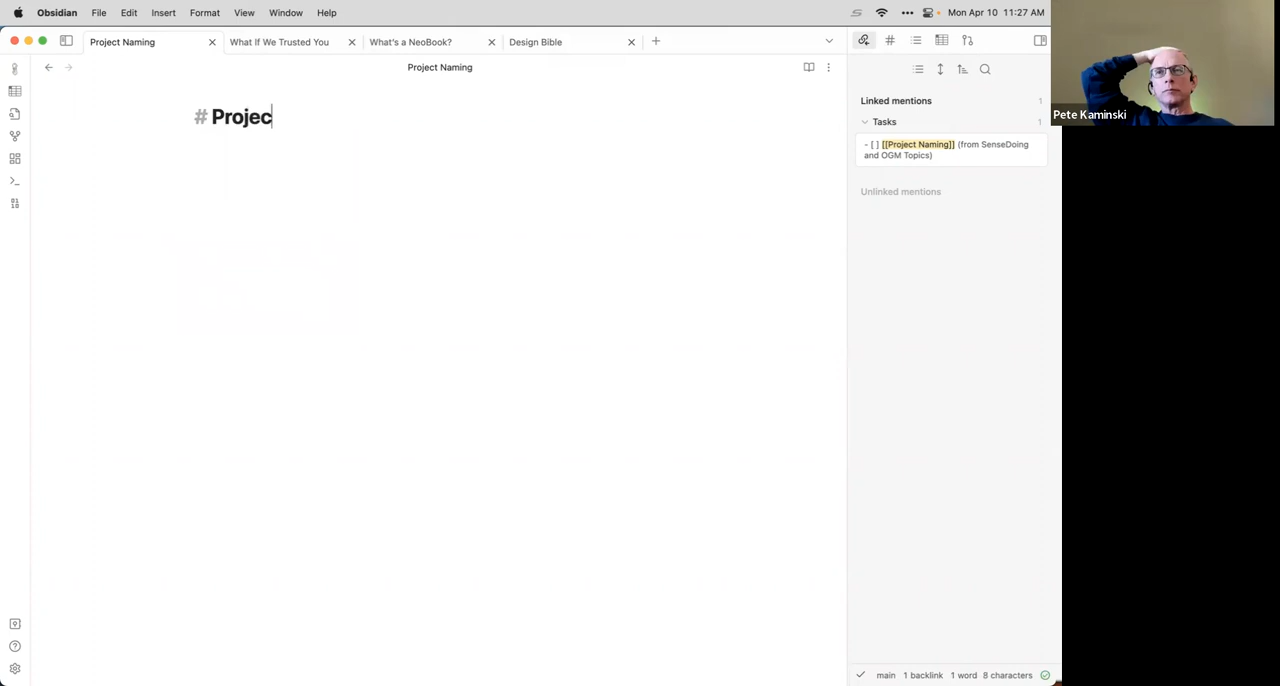 Obsidian File Edit Insert Format View Window Help Mon Apr 10 11:27 AM
Project Naming What If We Trusted You What's a NeoBook? Design Bible
Project Naming
# Projec
Linked mentions 1
Tasks 1
- [ ] [[Project Naming]] (from SenseDoing
and OGM Topics)
Unlinked mentions
main 1 backlink 1 word 8 characters
Pete Kaminski